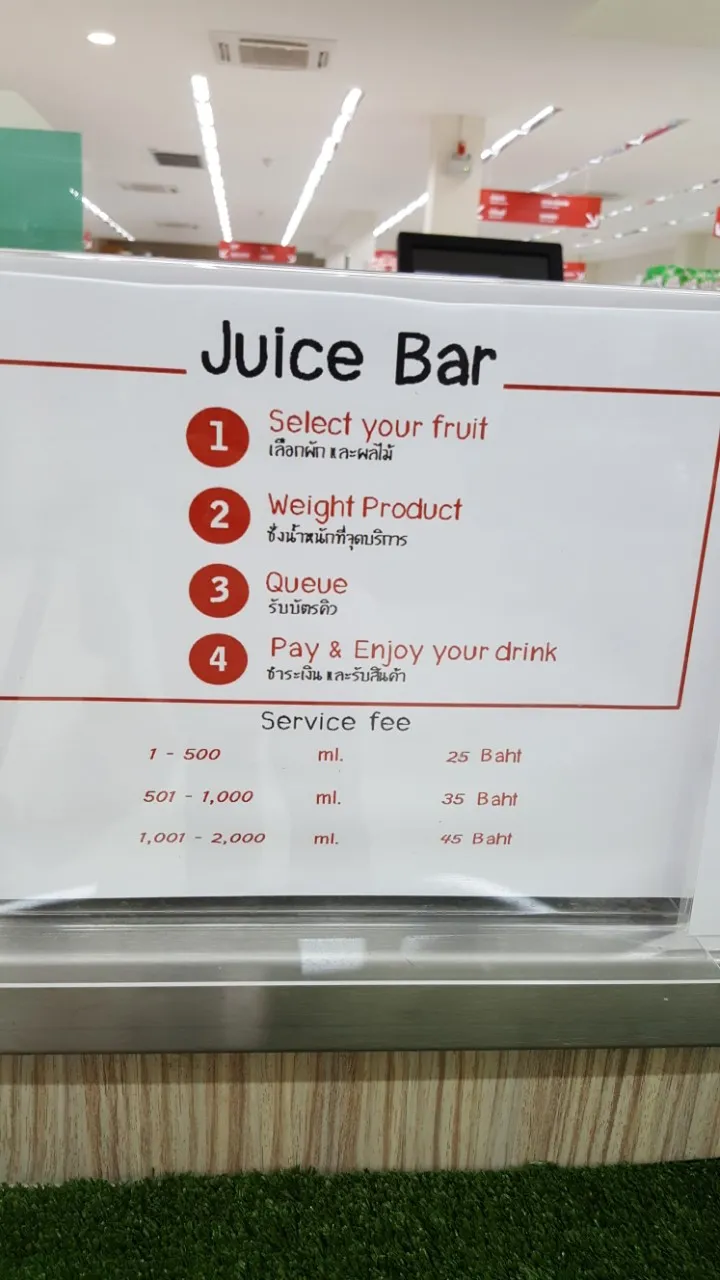 Juice Bar
1 Select your fruit
เลือกผัก และผลไม้
2 Weight Product
ชั่งน้ำหนักที่จุดบริการ
3 Queue
รับบัตรคิว
4 Pay & Enjoy your drink
ชำระเงิน และรับสินค้า
Service fee
1 - 500 ml. 25 Baht
501 - 1,000 ml. 35 Baht
1,001 - 2,000 ml. 45 Baht